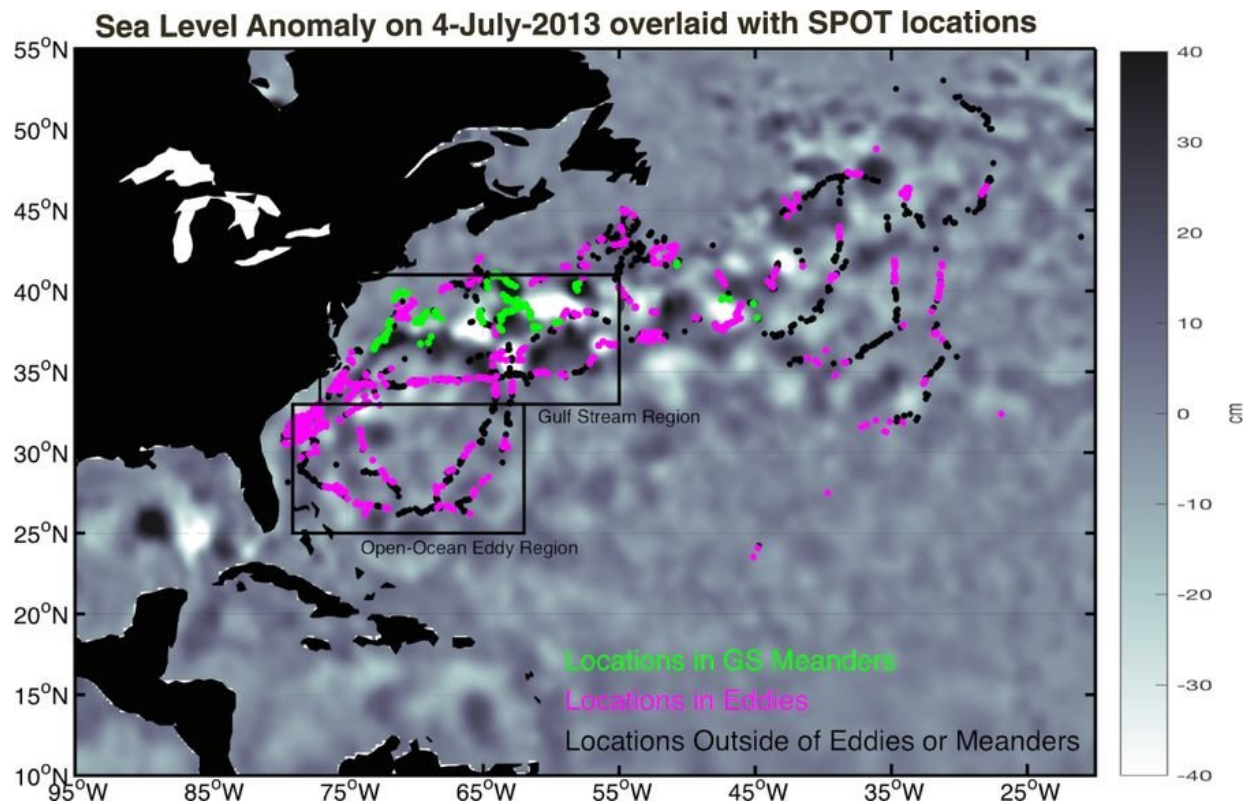 Sea Level Anomaly on 4-July-2013 overlaid with SPOT locations
55°N
50°N
45°N
40°N
35°N
30°N
25°N
20°N
15°N
10°N
95°W
85°W
75°W
65°W
55°W
45°W
35°W
25°W
Gulf Stream Region
Open-Ocean Eddy Region
Locations in GS Meanders
Locations in Eddies
Locations Outside of Eddies or Meanders
40
30
20
10
0
-10
-20
-30
-40
cm